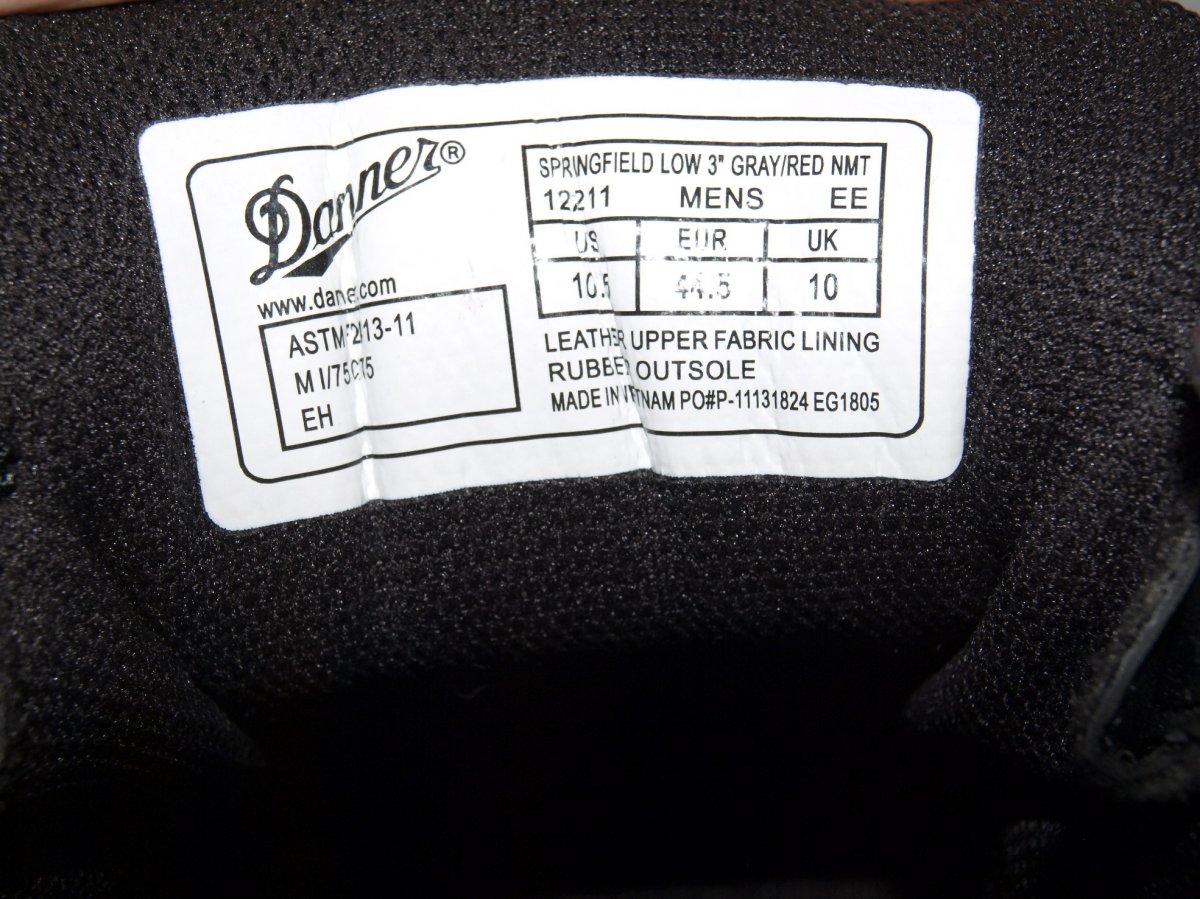 Danner®
www.danner.com
ASTM F2413-11
M I/75 C/75
EH
SPRINGFIELD LOW 3" GRAY/RED NMT
12211 MENS EE
US EUR UK
10.5 44.5 10
LEATHER UPPER FABRIC LINING
RUBBER OUTSOLE
MADE IN VIETNAM PO#P-11131824 EG1805